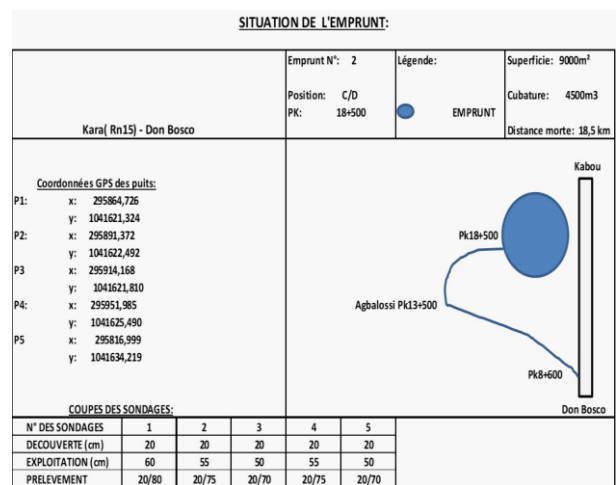 SITUATION DE L'EMPRUNT:
Kara( Rn15) - Don Bosco
Emprunt N°: 2
Position: C/D
PK: 18+500
Légende:
EMPRUNT
Superficie: 9000m²
Cubature: 4500m3
Distance morte: 18,5 km
Coordonnées GPS des puits:
P1: x: 295864,726
y: 1041621,324
P2: x: 295891,372
y: 1041622,492
P3 x: 295914,168
y: 1041621,810
P4: x: 295951,985
y: 1041625,490
P5 x: 295816,999
y: 1041634,219
Kabou
Pk18+500
Agbalossi Pk13+500
Pk8+600
Don Bosco
COUPES DES SONDAGES:
N° DES SONDAGES 1 2 3 4 5
DECOUVERTE (cm) 20 20 20 20 20
EXPLOITATION (cm) 60 55 50 55 50
PRELEVEMENT 20/80 20/75 20/70 20/75 20/70